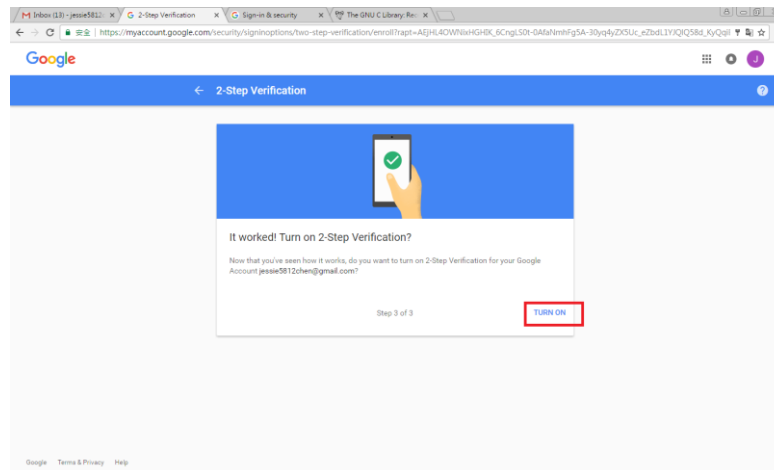 Inbox (13) - jessie5812
2-Step Verification
Sign-in & security
The GNU C Library: Re
安全
https://myaccount.google.com/security/signinoptions/two-step-verification/enroll?rapt=
Google
J
2-Step Verification
It worked! Turn on 2-Step Verification?
Now that you've seen how it works, do you want to turn on 2-Step Verification for your Google
Account jessie5812chen@gmail.com?
Step 3 of 3
TURN ON
Google Terms & Privacy Help